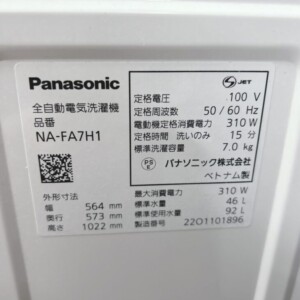 Panasonic
全自動電気洗濯機
品番
NA-FA7H1
外形寸法
幅 564 mm
奥行 573 mm
高さ 1022 mm
JET
定格電圧 100 V
定格周波数 50 / 60 Hz
電動機定格消費電力 310 W
定格時間 洗いのみ 15 分
標準洗濯容量 7.0 kg
PS E
パナソニック株式会社
ベトナム製
最大消費電力 310 W
標準水量 46 L
標準使用水量 92 L
製造番号 22O1101896